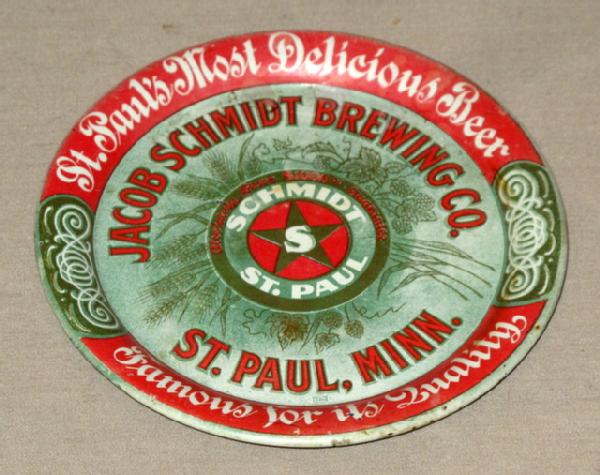 St. Paul's Most Delicious Beer
JACOB SCHMIDT BREWING CO.
SCHMIDT
S
ST. PAUL
ST. PAUL, MINN.
Famous for its Quality